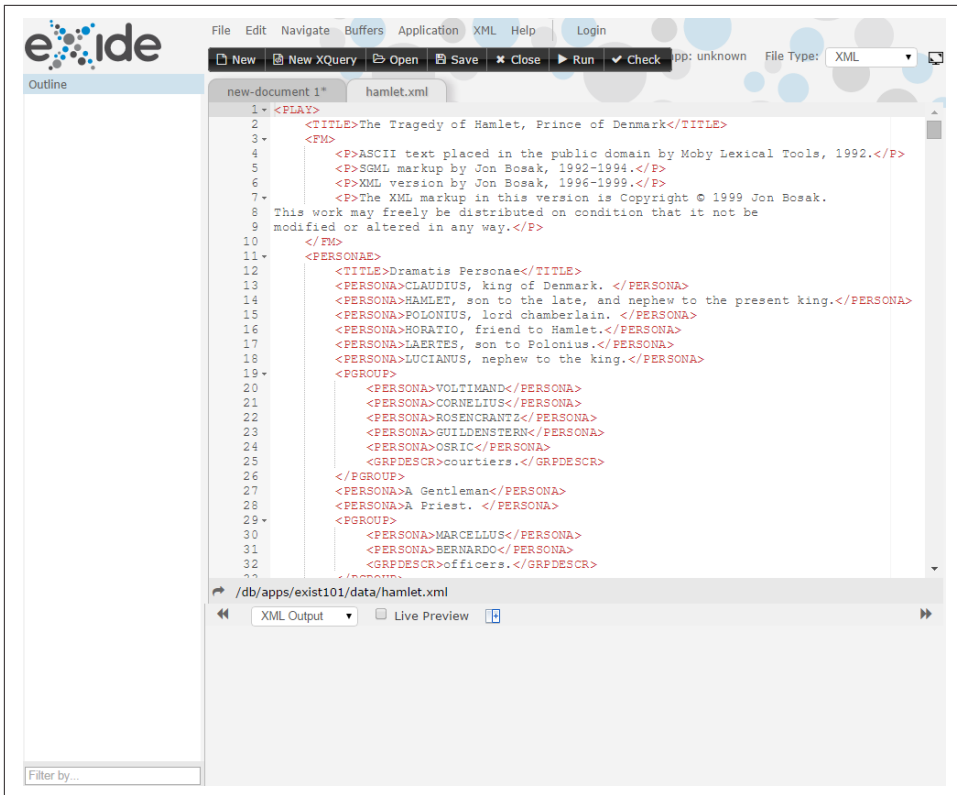 eXide
File Edit Navigate Buffers Application XML Help Login
New New XQuery Open Save Close Run Check app: unknown File Type: XML
Outline
new-document 1* hamlet.xml
1 <PLAY>
2 <TITLE>The Tragedy of Hamlet, Prince of Denmark</TITLE>
3 <FM>
4 <P>ASCII text placed in the public domain by Moby Lexical Tools, 1992.</P>
5 <P>SGML markup by Jon Bosak, 1992-1994.</P>
6 <P>XML version by Jon Bosak, 1996-1999.</P>
7 <P>The XML markup in this version is Copyright © 1999 Jon Bosak.
8 This work may freely be distributed on condition that it not be
9 modified or altered in any way.</P>
10 </FM>
11 <PERSONAE>
12 <TITLE>Dramatis Personae</TITLE>
13 <PERSONA>CLAUDIUS, king of Denmark. </PERSONA>
14 <PERSONA>HAMLET, son to the late, and nephew to the present king.</PERSONA>
15 <PERSONA>POLONIUS, lord chamberlain. </PERSONA>
16 <PERSONA>HORATIO, friend to Hamlet.</PERSONA>
17 <PERSONA>LAERTES, son to Polonius.</PERSONA>
18 <PERSONA>LUCIANUS, nephew to the king.</PERSONA>
19 <PGROUP>
20 <PERSONA>VOLTIMAND</PERSONA>
21 <PERSONA>CORNELIUS</PERSONA>
22 <PERSONA>ROSENCRANTZ</PERSONA>
23 <PERSONA>GUILDENSTERN</PERSONA>
24 <PERSONA>OSRIC</PERSONA>
25 <GRPDESCR>courtiers.</GRPDESCR>
26 </PGROUP>
27 <PERSONA>A Gentleman</PERSONA>
28 <PERSONA>A Priest. </PERSONA>
29 <PGROUP>
30 <PERSONA>MARCELLUS</PERSONA>
31 <PERSONA>BERNARDO</PERSONA>
32 <GRPDESCR>officers.</GRPDESCR>
33 </PGROUP>
/db/apps/exist101/data/hamlet.xml
XML Output Live Preview
Filter by...